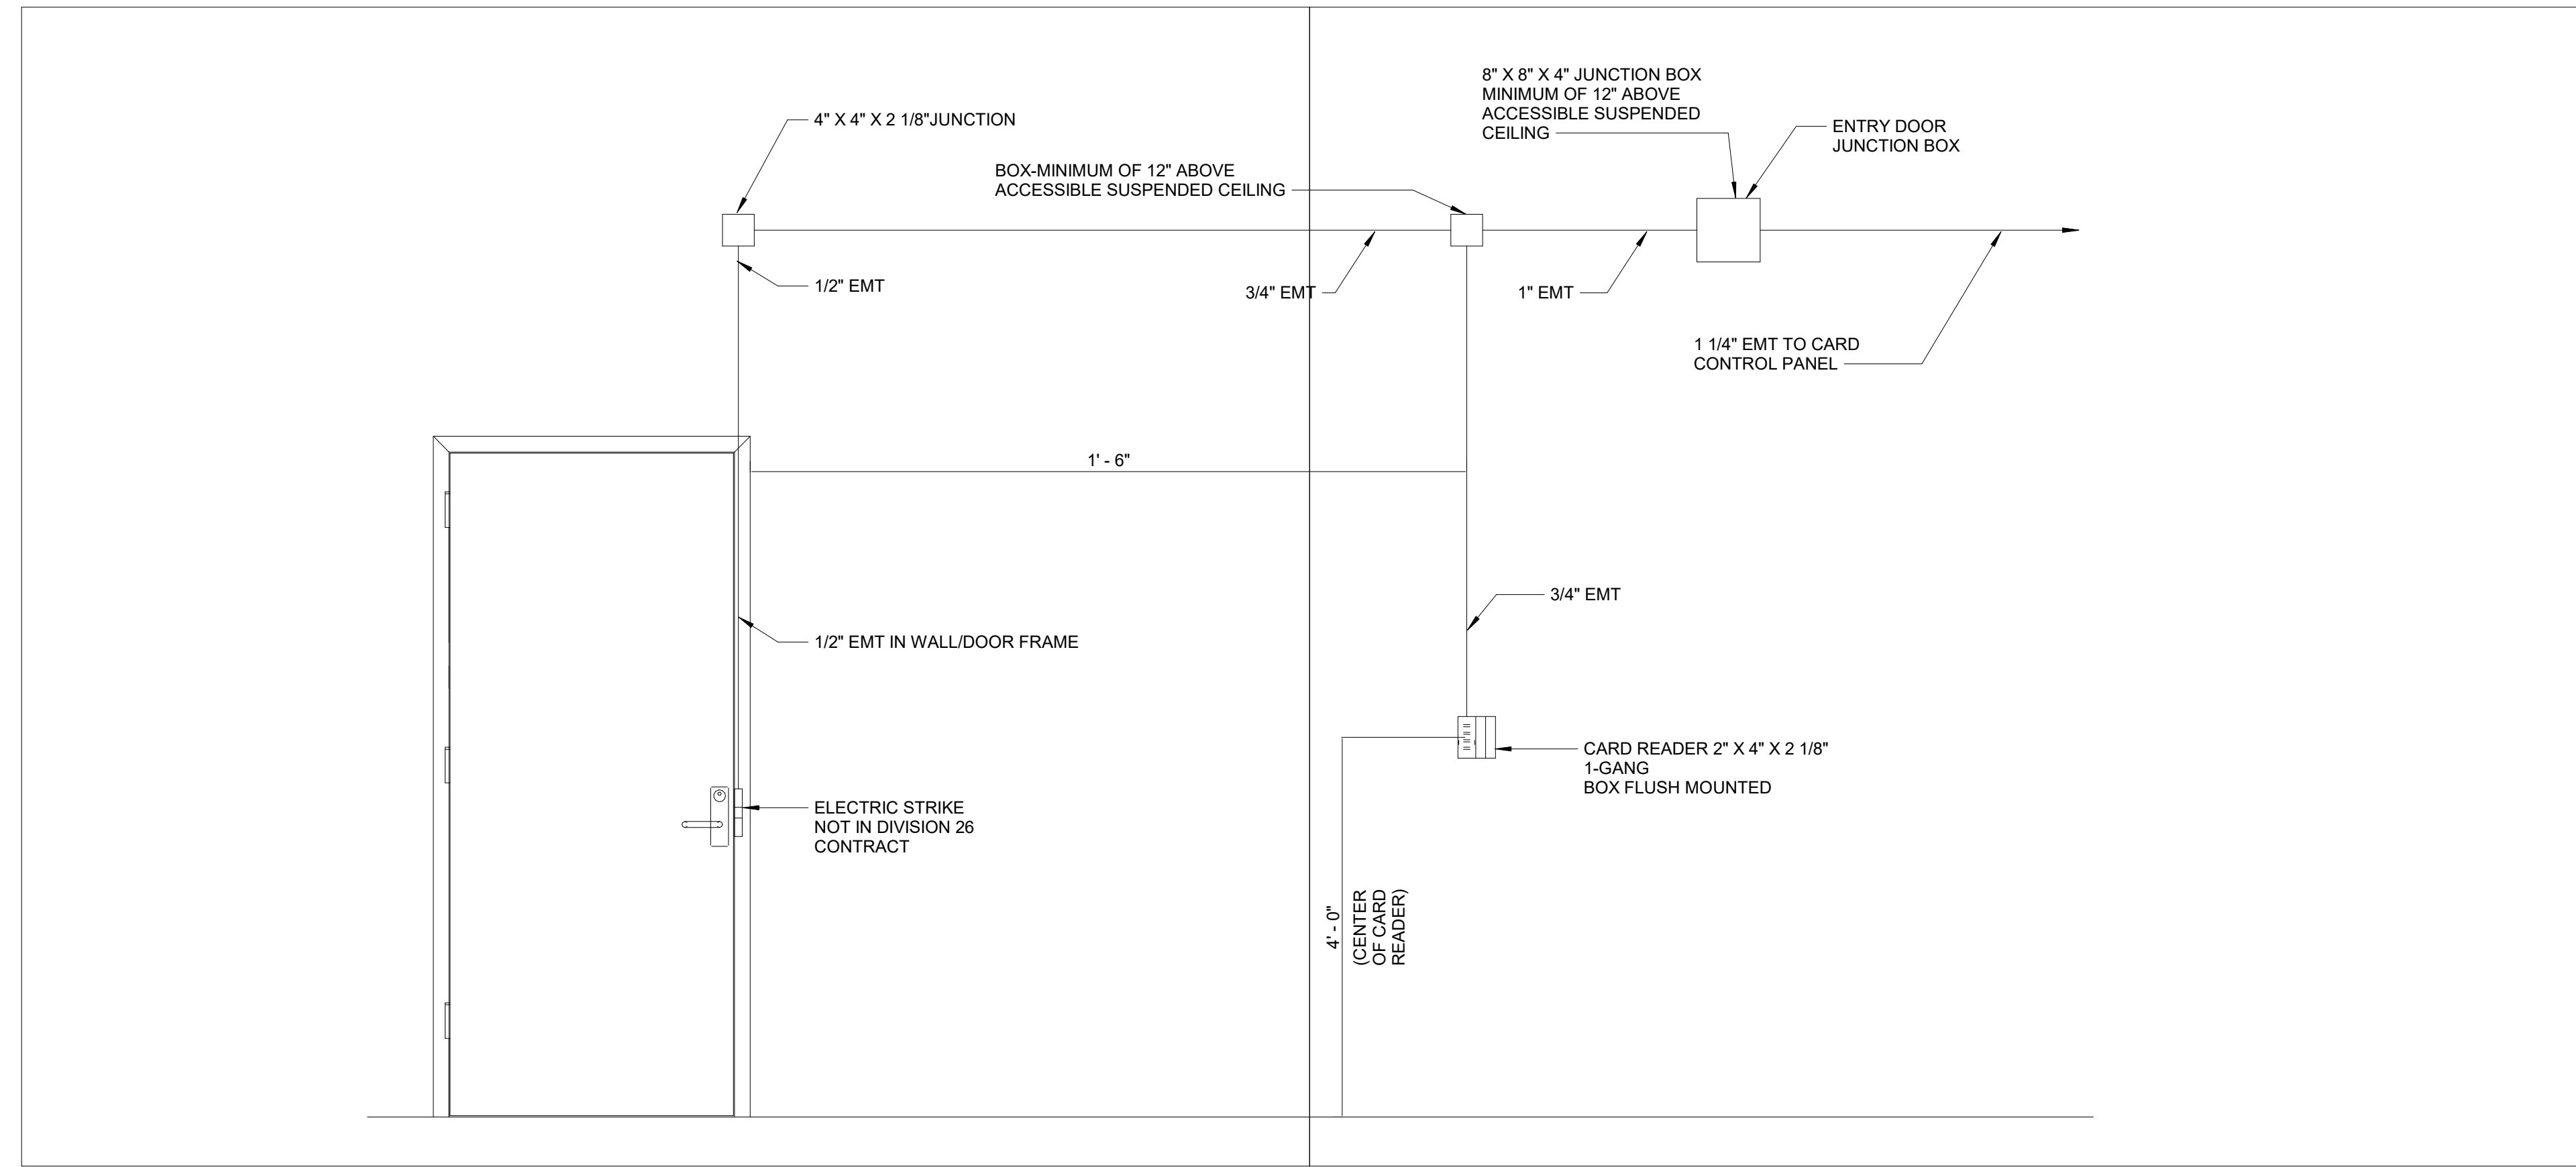 8" X 8" X 4" JUNCTION BOX
MINIMUM OF 12" ABOVE
ACCESSIBLE SUSPENDED
CEILING
4" X 4" X 2 1/8"JUNCTION
ENTRY DOOR
JUNCTION BOX
BOX-MINIMUM OF 12" ABOVE
ACCESSIBLE SUSPENDED CEILING
1/2" EMT
3/4" EMT
1" EMT
1 1/4" EMT TO CARD
CONTROL PANEL
1' - 6"
3/4" EMT
1/2" EMT IN WALL/DOOR FRAME
CARD READER 2" X 4" X 2 1/8"
1-GANG
BOX FLUSH MOUNTED
ELECTRIC STRIKE
NOT IN DIVISION 26
CONTRACT
4' - 0"
(CENTER
OF CARD
READER)